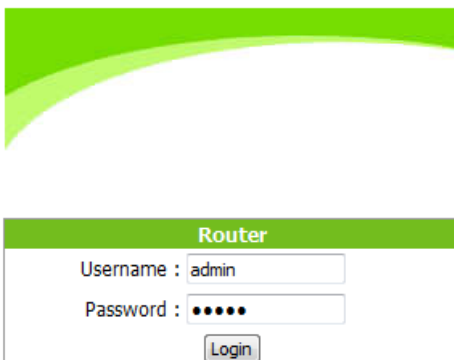 Router
Username : admin
Password : •••••
Login